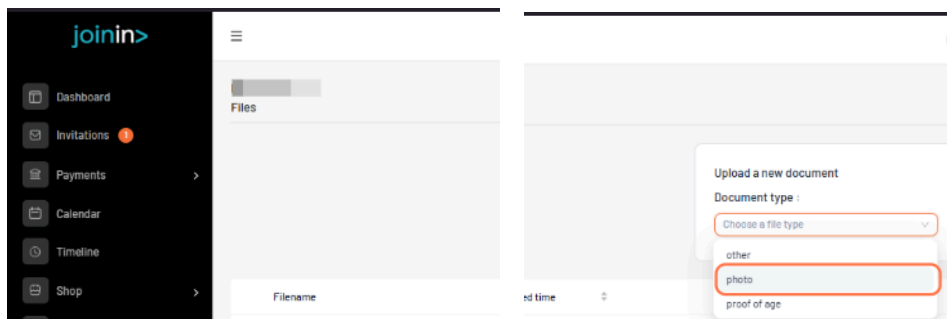 joinin>
Dashboard
Invitations 1
Payments
Calendar
Timeline
Shop
Files
Filename
ed time
Upload a new document
Document type :
Choose a file type
other
photo
proof of age